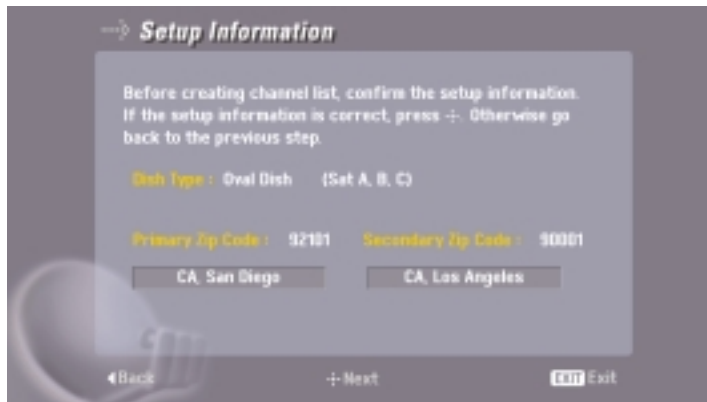 Setup Information
Before creating channel list, confirm the setup information.
If the setup information is correct, press -:-. Otherwise go
back to the previous step.
Dish Type : Oval Dish (Sat A, B, C)
Primary Zip Code : 92101 Secondary Zip Code : 90001
CA, San Diego CA, Los Angeles
Back Next EXIT Exit